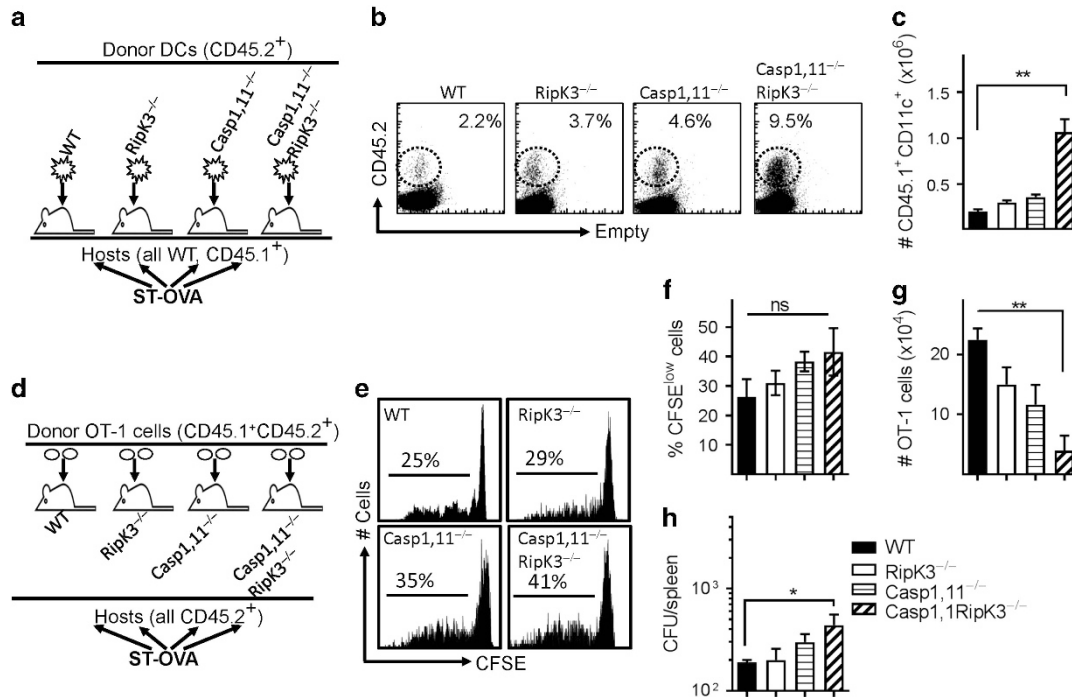 a
Donor DCs (CD45.2⁺)
WT
RipK3⁻/⁻
Casp1,11⁻/⁻
Casp1,11⁻/⁻
RipK3⁻/⁻
Hosts (all WT, CD45.1⁺)
ST-OVA
b
WT
RipK3⁻/⁻
Casp1,11⁻/⁻
Casp1,11⁻/⁻
RipK3⁻/⁻
2.2%
3.7%
4.6%
9.5%
CD45.2
Empty
c
# CD45.1⁺ CD11c⁺ (x10⁶)
**
1.5
1.0
0.5
d
Donor OT-1 cells (CD45.1⁺CD45.2⁺)
WT
RipK3⁻/⁻
Casp1,11⁻/⁻
Casp1,11⁻/⁻
RipK3⁻/⁻
Hosts (all CD45.2⁺)
ST-OVA
e
WT
25%
RipK3⁻/⁻
29%
Casp1,11⁻/⁻
35%
Casp1,11⁻/⁻
RipK3⁻/⁻
41%
# Cells
CFSE
f
% CFSE^low cells
ns
50
40
30
20
10
g
# OT-1 cells (x10⁴)
**
20
10
h
CFU/spleen
*
10³
10²
WT
RipK3⁻/⁻
Casp1,11⁻/⁻
Casp1,1RipK3⁻/⁻